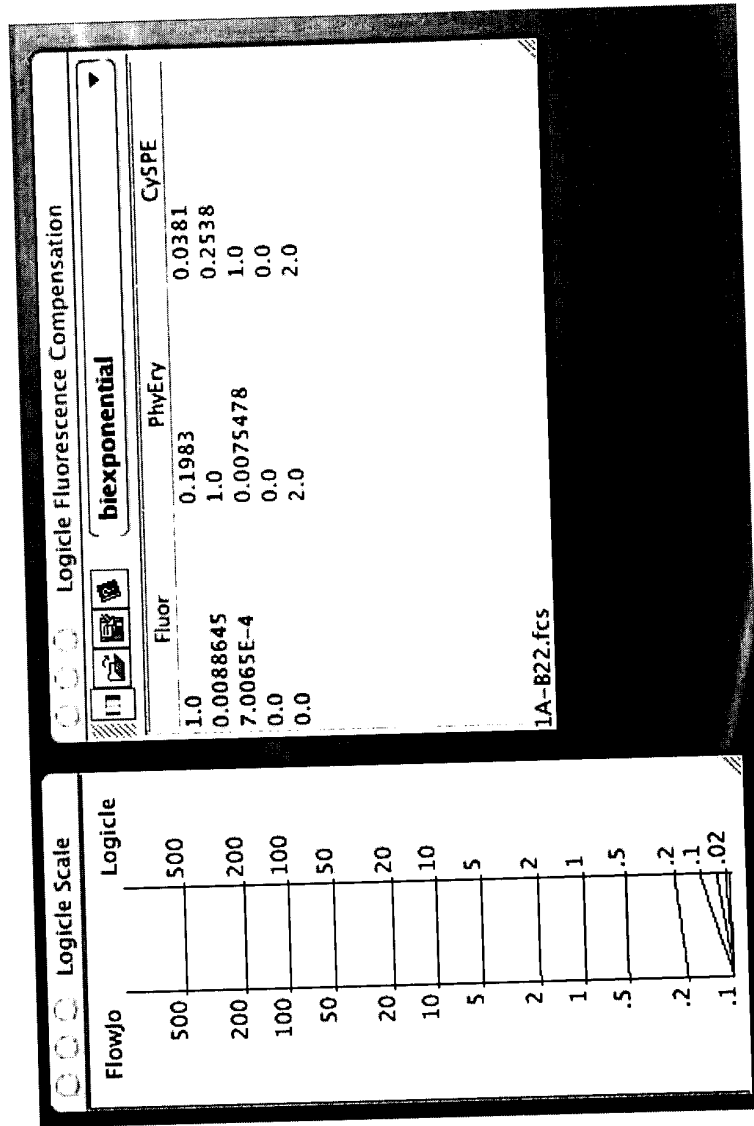 Logicle Scale
FlowJo Logicle
500 500
200 200
100 100
50 50
20 20
10 10
5 5
2 2
1 1
.5 .5
.2 .2
.1 .1
.02
Logicle Fluorescence Compensation
biexponential
Fluor PhyEry Cy5PE
1.0 0.1983 0.0381
0.0088645 1.0 0.2538
7.0065E-4 0.0075478 1.0
0.0 0.0 0.0
0.0 2.0 2.0
1A-B22.fcs